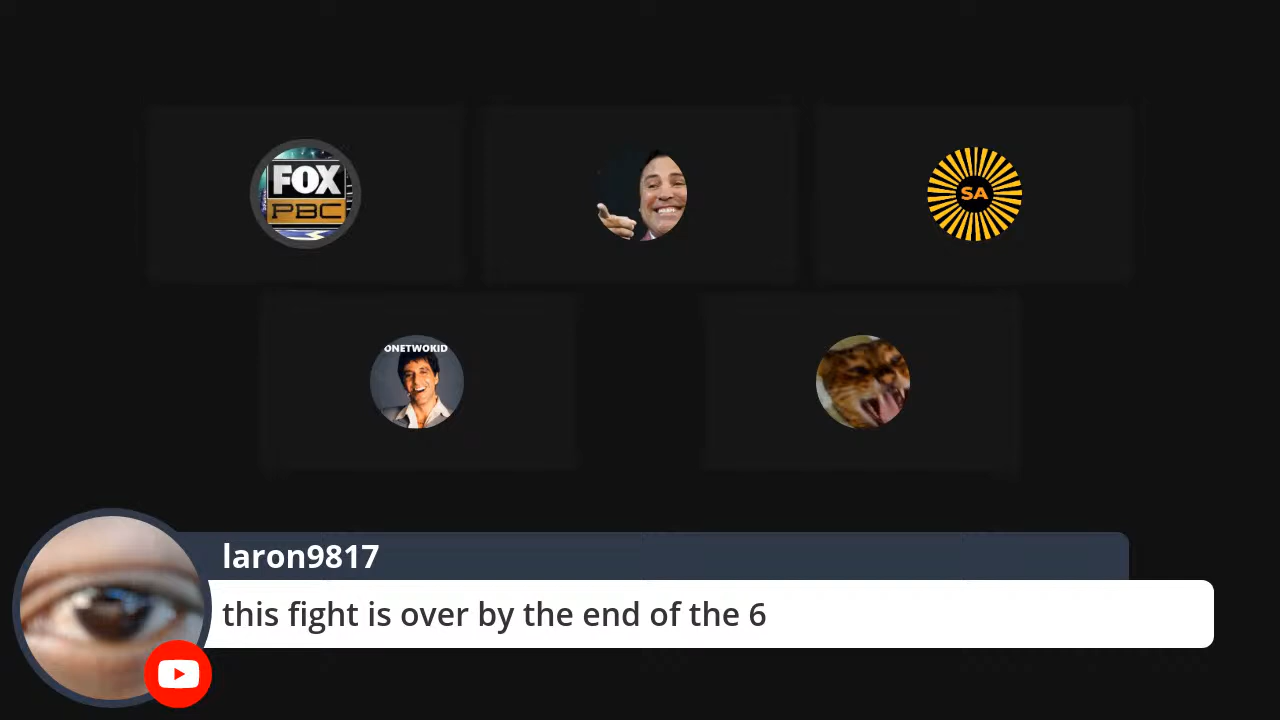 FOX
PBC
SA
ONETWOKID
laron9817
this fight is over by the end of the 6